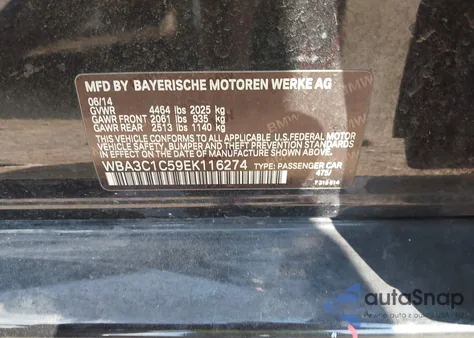 MFD BY BAYERISCHE MOTOREN WERKE AG
06/14
GVWR 4464 lbs 2025 kg
GAWR FRONT 2061 lbs 935 kg
GAWR REAR 2513 lbs 1140 kg
THIS VEHICLE CONFORMS TO ALL APPLICABLE U.S.FEDERAL MOTOR
VEHICLE SAFETY, BUMPER AND THEFT PREVENTION STANDARDS
IN EFFECT ON THE DATE OF MANUFACTURE SHOWN ABOVE.
WBA3C1C59EK116274 TYPE: PASSENGER CAR
475/
autoSnap